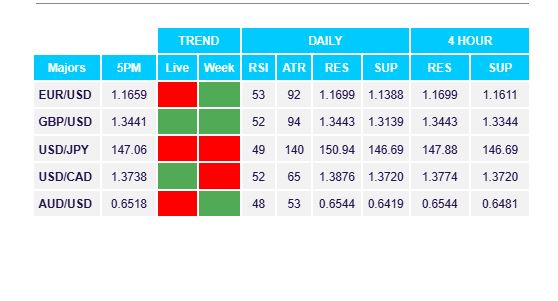 TREND DAILY 4 HOUR
Majors 5PM Live Week RSI ATR RES SUP RES SUP
EUR/USD 1.1659 53 92 1.1699 1.1388 1.1699 1.1611
GBP/USD 1.3441 52 94 1.3443 1.3139 1.3443 1.3344
USD/JPY 147.06 49 140 150.94 146.69 147.88 146.69
USD/CAD 1.3738 52 65 1.3876 1.3720 1.3774 1.3720
AUD/USD 0.6518 48 53 0.6544 0.6419 0.6544 0.6481